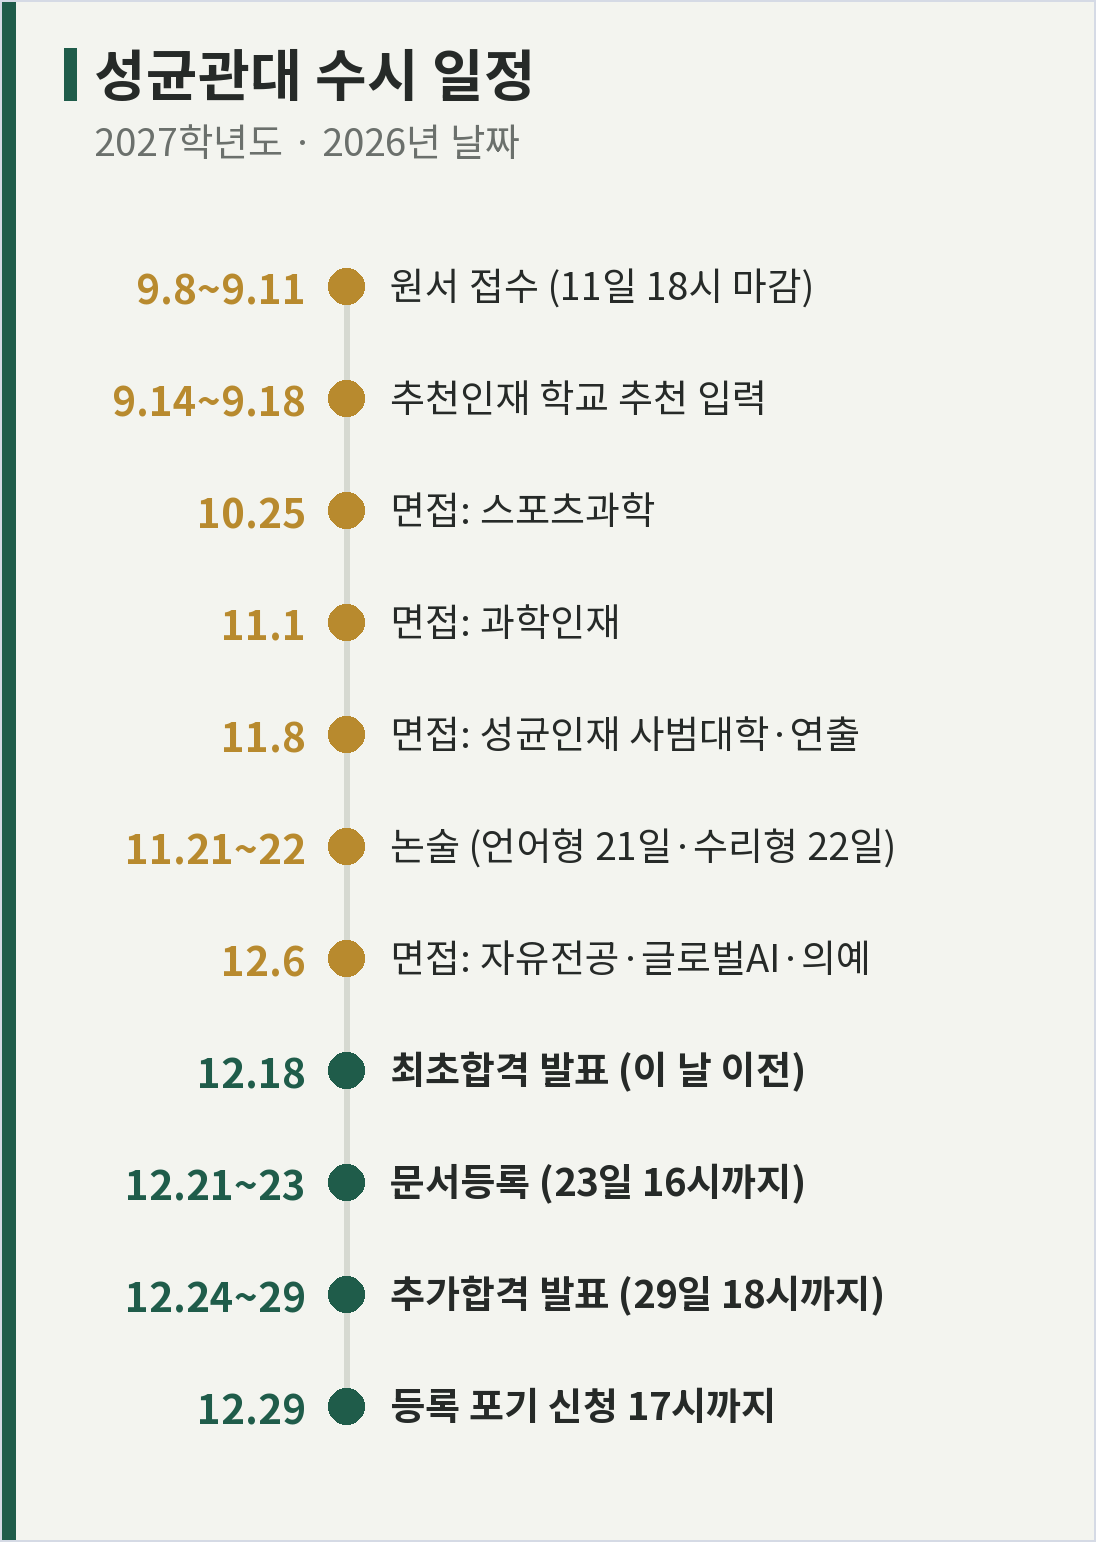 성균관대 수시 일정
2027학년도 · 2026년 날짜
9.8~9.11 원서 접수 (11일 18시 마감)
9.14~9.18 추천인재 학교 추천 입력
10.25 면접: 스포츠과학
11.1 면접: 과학인재
11.8 면접: 성균인재 사범대학·연출
11.21~22 논술 (언어형 21일·수리형 22일)
12.6 면접: 자유전공·글로벌AI·의예
12.18 최초합격 발표 (이 날 이전)
12.21~23 문서등록 (23일 16시까지)
12.24~29 추가합격 발표 (29일 18시까지)
12.29 등록 포기 신청 17시까지